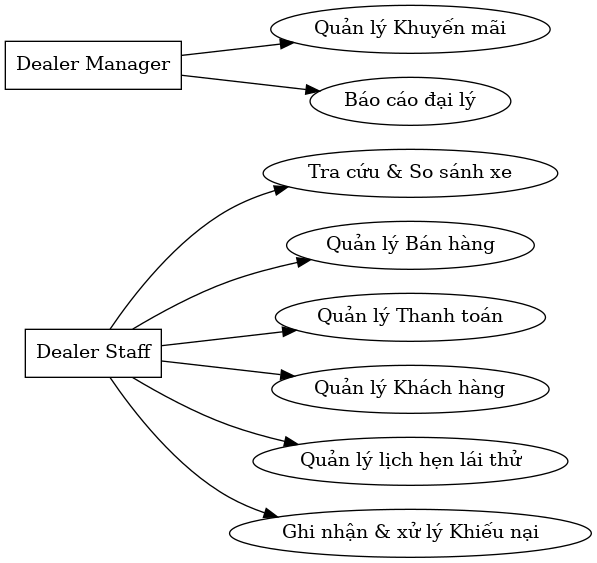 Dealer Manager
Quản lý Khuyến mãi
Báo cáo đại lý
Tra cứu & So sánh xe
Quản lý Bán hàng
Quản lý Thanh toán
Dealer Staff
Quản lý Khách hàng
Quản lý lịch hẹn lái thử
Ghi nhận & xử lý Khiếu nại